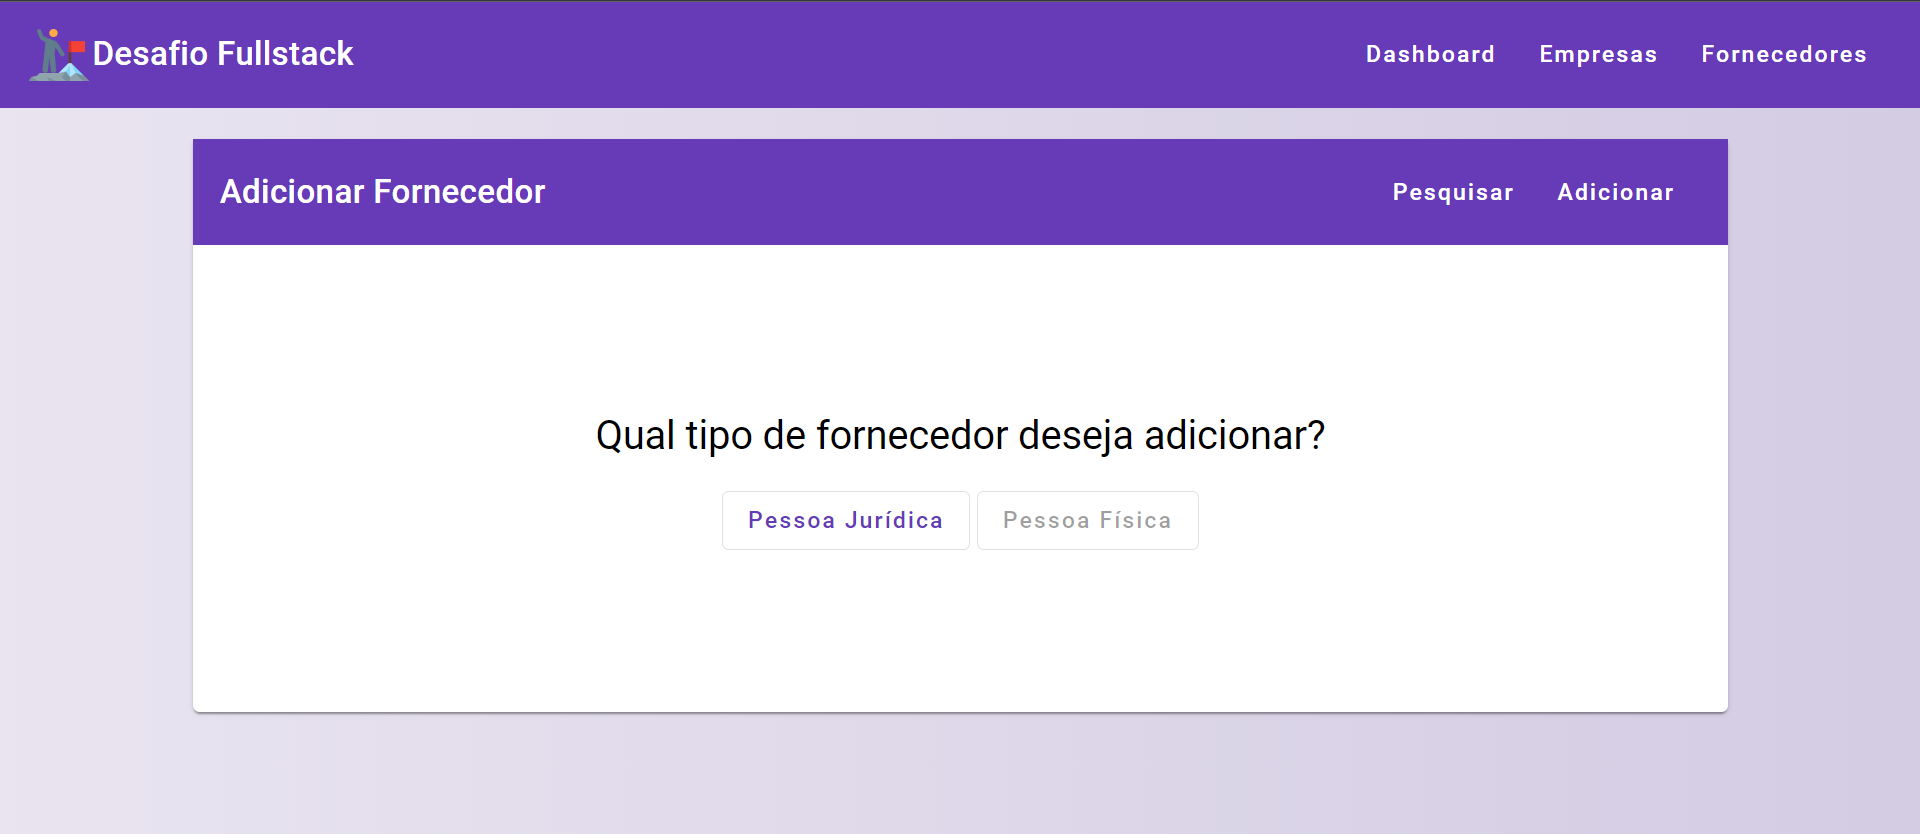 Desafio Fullstack Dashboard Empresas Fornecedores
Adicionar Fornecedor Pesquisar Adicionar
Qual tipo de fornecedor deseja adicionar?
Pessoa Jurídica Pessoa Física